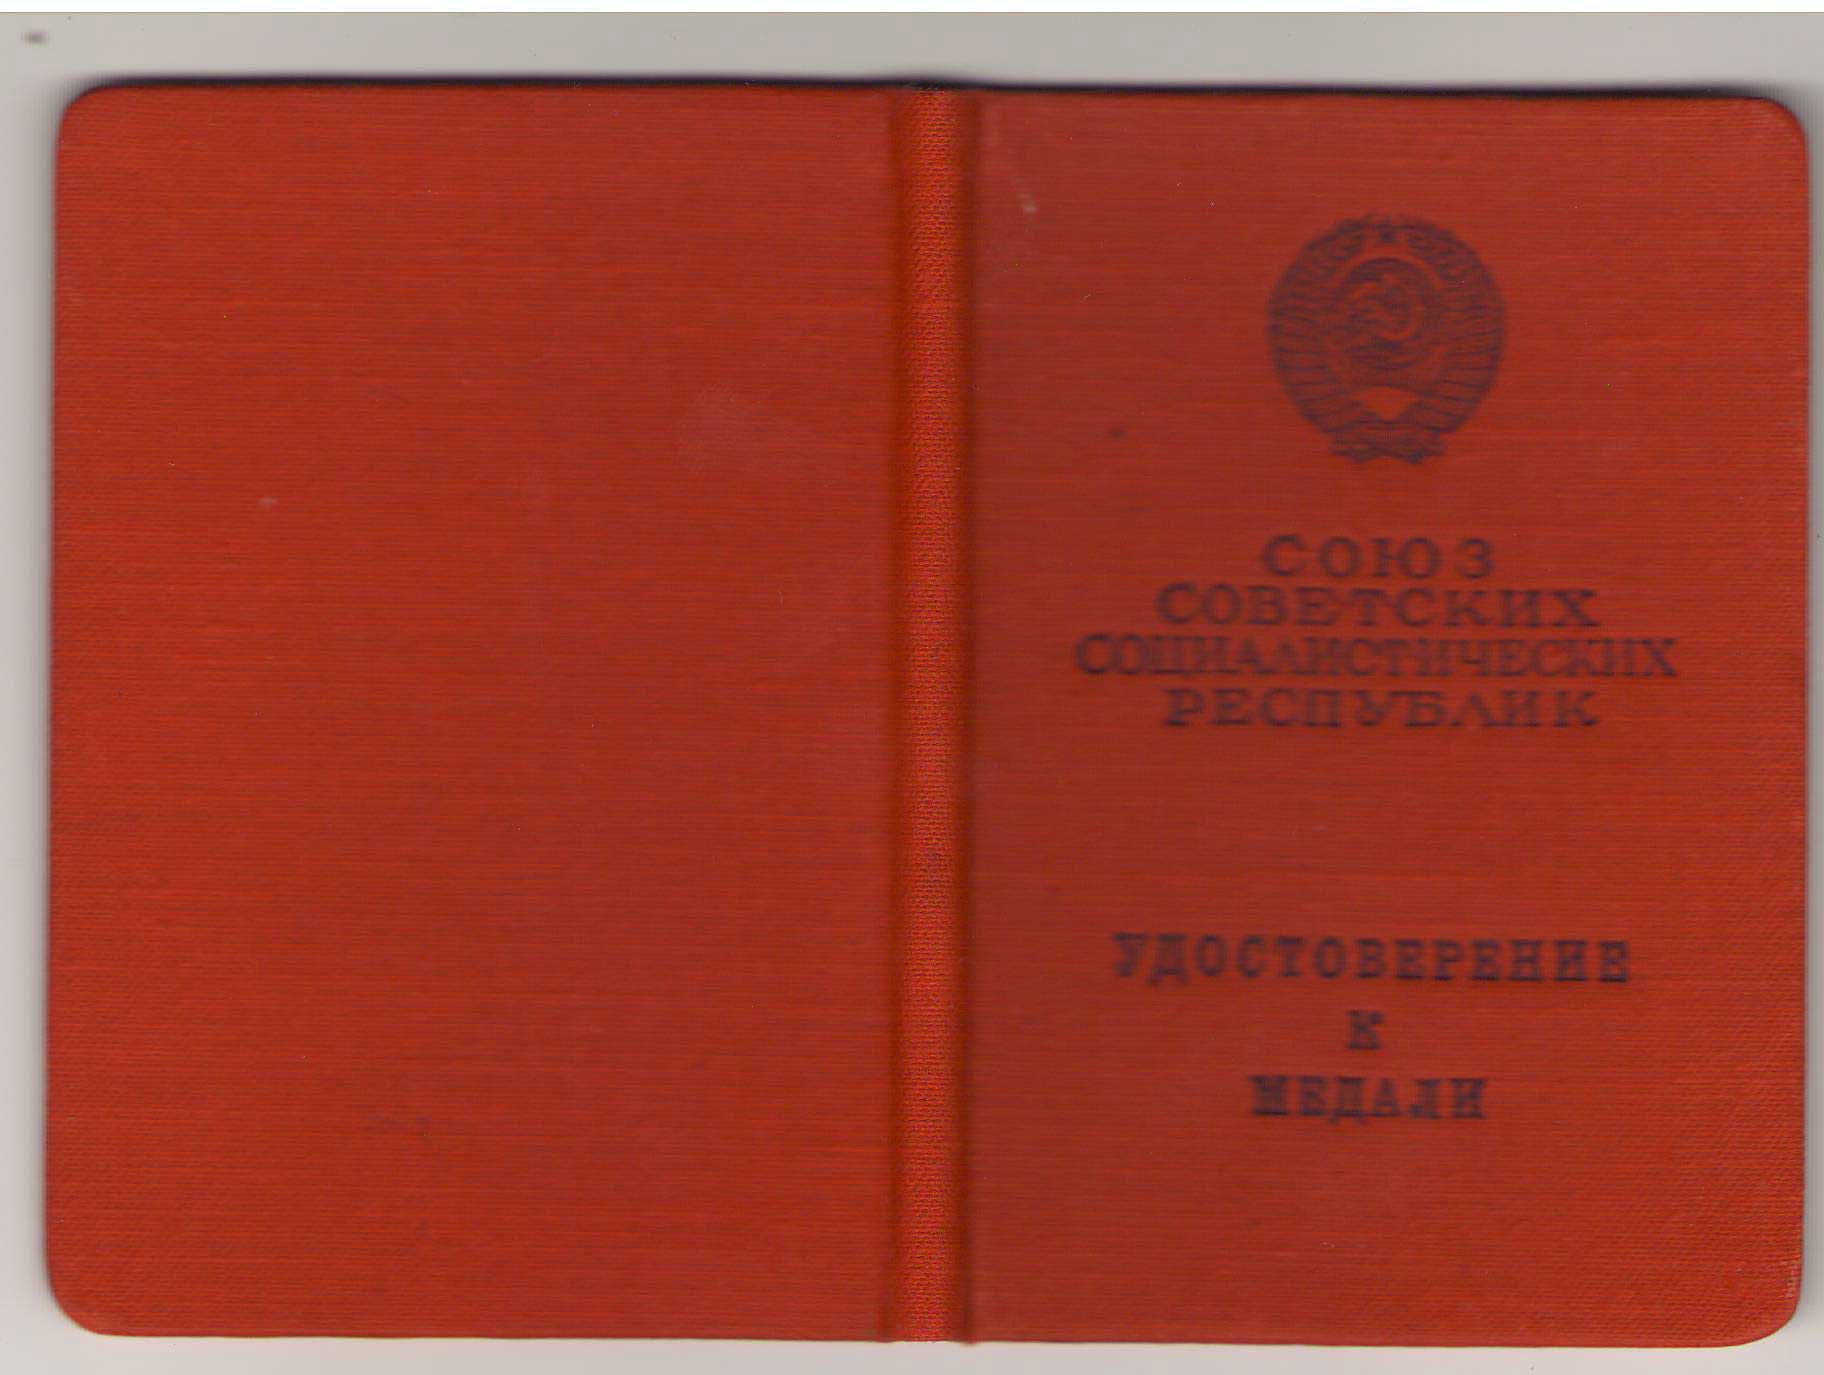 СОЮЗ
СОВЕТСКИХ
СОЦИАЛИСТИЧЕСКИХ
РЕСПУБЛИК
УДОСТОВЕРЕНИЕ
К
МЕДАЛИ